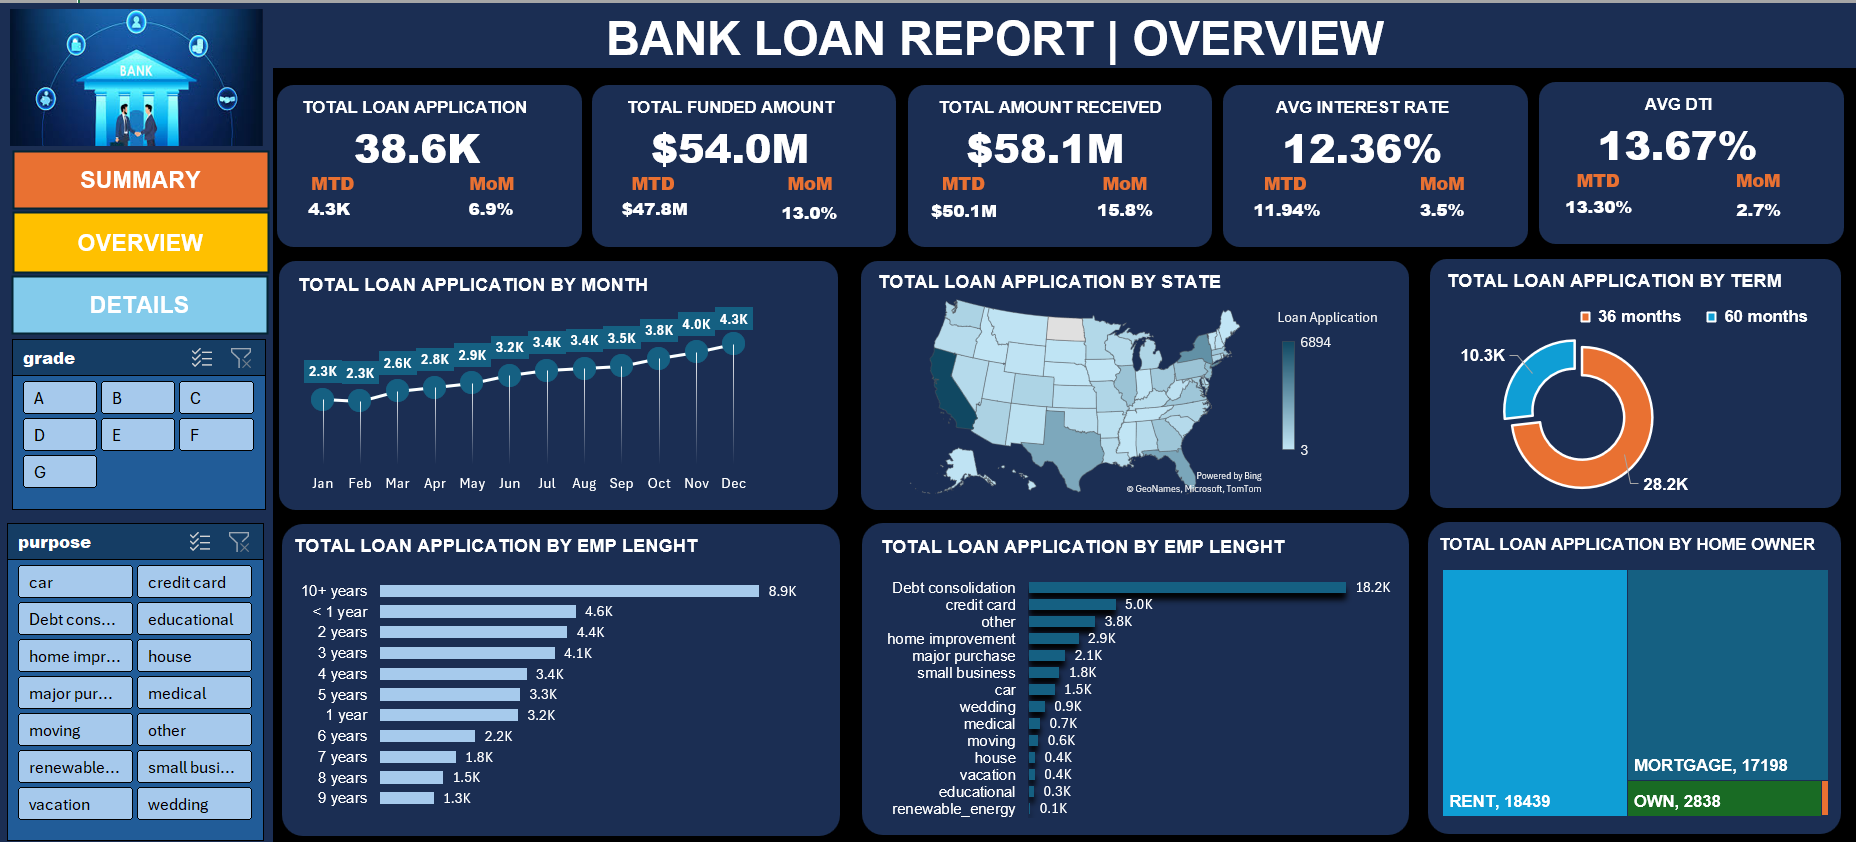 BANK LOAN REPORT | OVERVIEW
BANK
SUMMARY
OVERVIEW
DETAILS
grade
A B C
D E F
G
purpose
car credit card
Debt cons... educational
home impr... house
major pur... medical
moving other
renewable... small busi...
vacation wedding
TOTAL LOAN APPLICATION
38.6K
MTD MoM
4.3K 6.9%
TOTAL FUNDED AMOUNT
$54.0M
MTD MoM
$47.8M 13.0%
TOTAL AMOUNT RECEIVED
$58.1M
MTD MoM
$50.1M 15.8%
AVG INTEREST RATE
12.36%
MTD MoM
11.94% 3.5%
AVG DTI
13.67%
MTD MoM
13.30% 2.7%
TOTAL LOAN APPLICATION BY MONTH
2.3K 2.3K 2.6K 2.8K 2.9K 3.2K 3.4K 3.4K 3.5K 3.8K 4.0K 4.3K
Jan Feb Mar Apr May Jun Jul Aug Sep Oct Nov Dec
TOTAL LOAN APPLICATION BY STATE
Loan Application
6894
3
Powered by Bing
© GeoNames, Microsoft, TomTom
TOTAL LOAN APPLICATION BY TERM
36 months 60 months
10.3K
28.2K
TOTAL LOAN APPLICATION BY EMP LENGHT
10+ years 8.9K
< 1 year 4.6K
2 years 4.4K
3 years 4.1K
4 years 3.4K
5 years 3.3K
1 year 3.2K
6 years 2.2K
7 years 1.8K
8 years 1.5K
9 years 1.3K
TOTAL LOAN APPLICATION BY EMP LENGHT
Debt consolidation 18.2K
credit card 5.0K
other 3.8K
home improvement 2.9K
major purchase 2.1K
small business 1.8K
car 1.5K
wedding 0.9K
medical 0.7K
moving 0.6K
house 0.4K
vacation 0.4K
educational 0.3K
renewable_energy 0.1K
TOTAL LOAN APPLICATION BY HOME OWNER
RENT, 18439
MORTGAGE, 17198
OWN, 2838